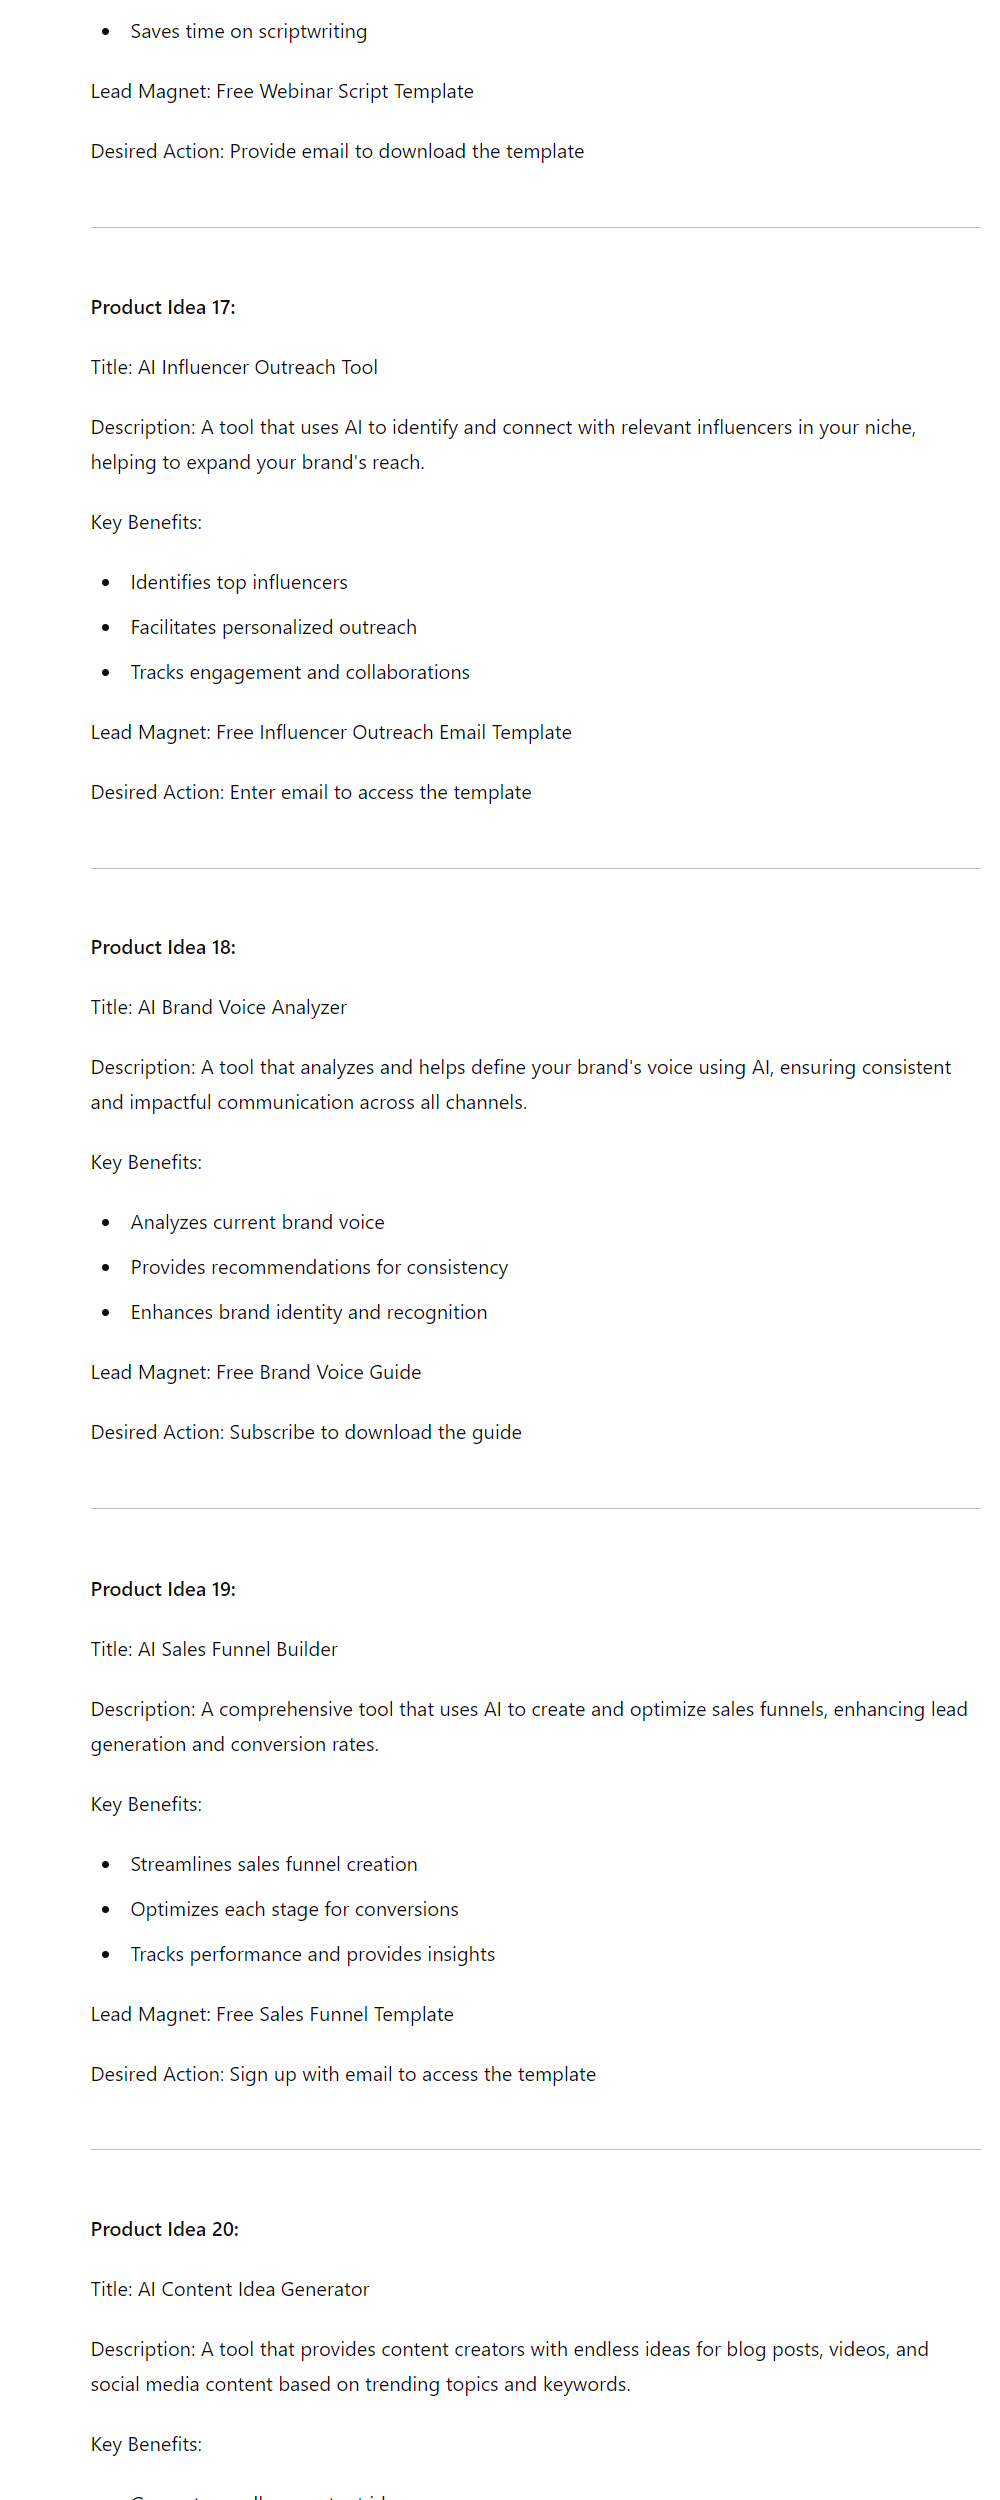 Saves time on scriptwriting
Lead Magnet: Free Webinar Script Template
Desired Action: Provide email to download the template
Product Idea 17:
Title: AI Influencer Outreach Tool
Description: A tool that uses AI to identify and connect with relevant influencers in your niche,
helping to expand your brand's reach.
Key Benefits:
Identifies top influencers
Facilitates personalized outreach
Tracks engagement and collaborations
Lead Magnet: Free Influencer Outreach Email Template
Desired Action: Enter email to access the template
Product Idea 18:
Title: AI Brand Voice Analyzer
Description: A tool that analyzes and helps define your brand's voice using AI, ensuring consistent
and impactful communication across all channels.
Key Benefits:
Analyzes current brand voice
Provides recommendations for consistency
Enhances brand identity and recognition
Lead Magnet: Free Brand Voice Guide
Desired Action: Subscribe to download the guide
Product Idea 19:
Title: AI Sales Funnel Builder
Description: A comprehensive tool that uses AI to create and optimize sales funnels, enhancing lead
generation and conversion rates.
Key Benefits:
Streamlines sales funnel creation
Optimizes each stage for conversions
Tracks performance and provides insights
Lead Magnet: Free Sales Funnel Template
Desired Action: Sign up with email to access the template
Product Idea 20:
Title: AI Content Idea Generator
Description: A tool that provides content creators with endless ideas for blog posts, videos, and
social media content based on trending topics and keywords.
Key Benefits: